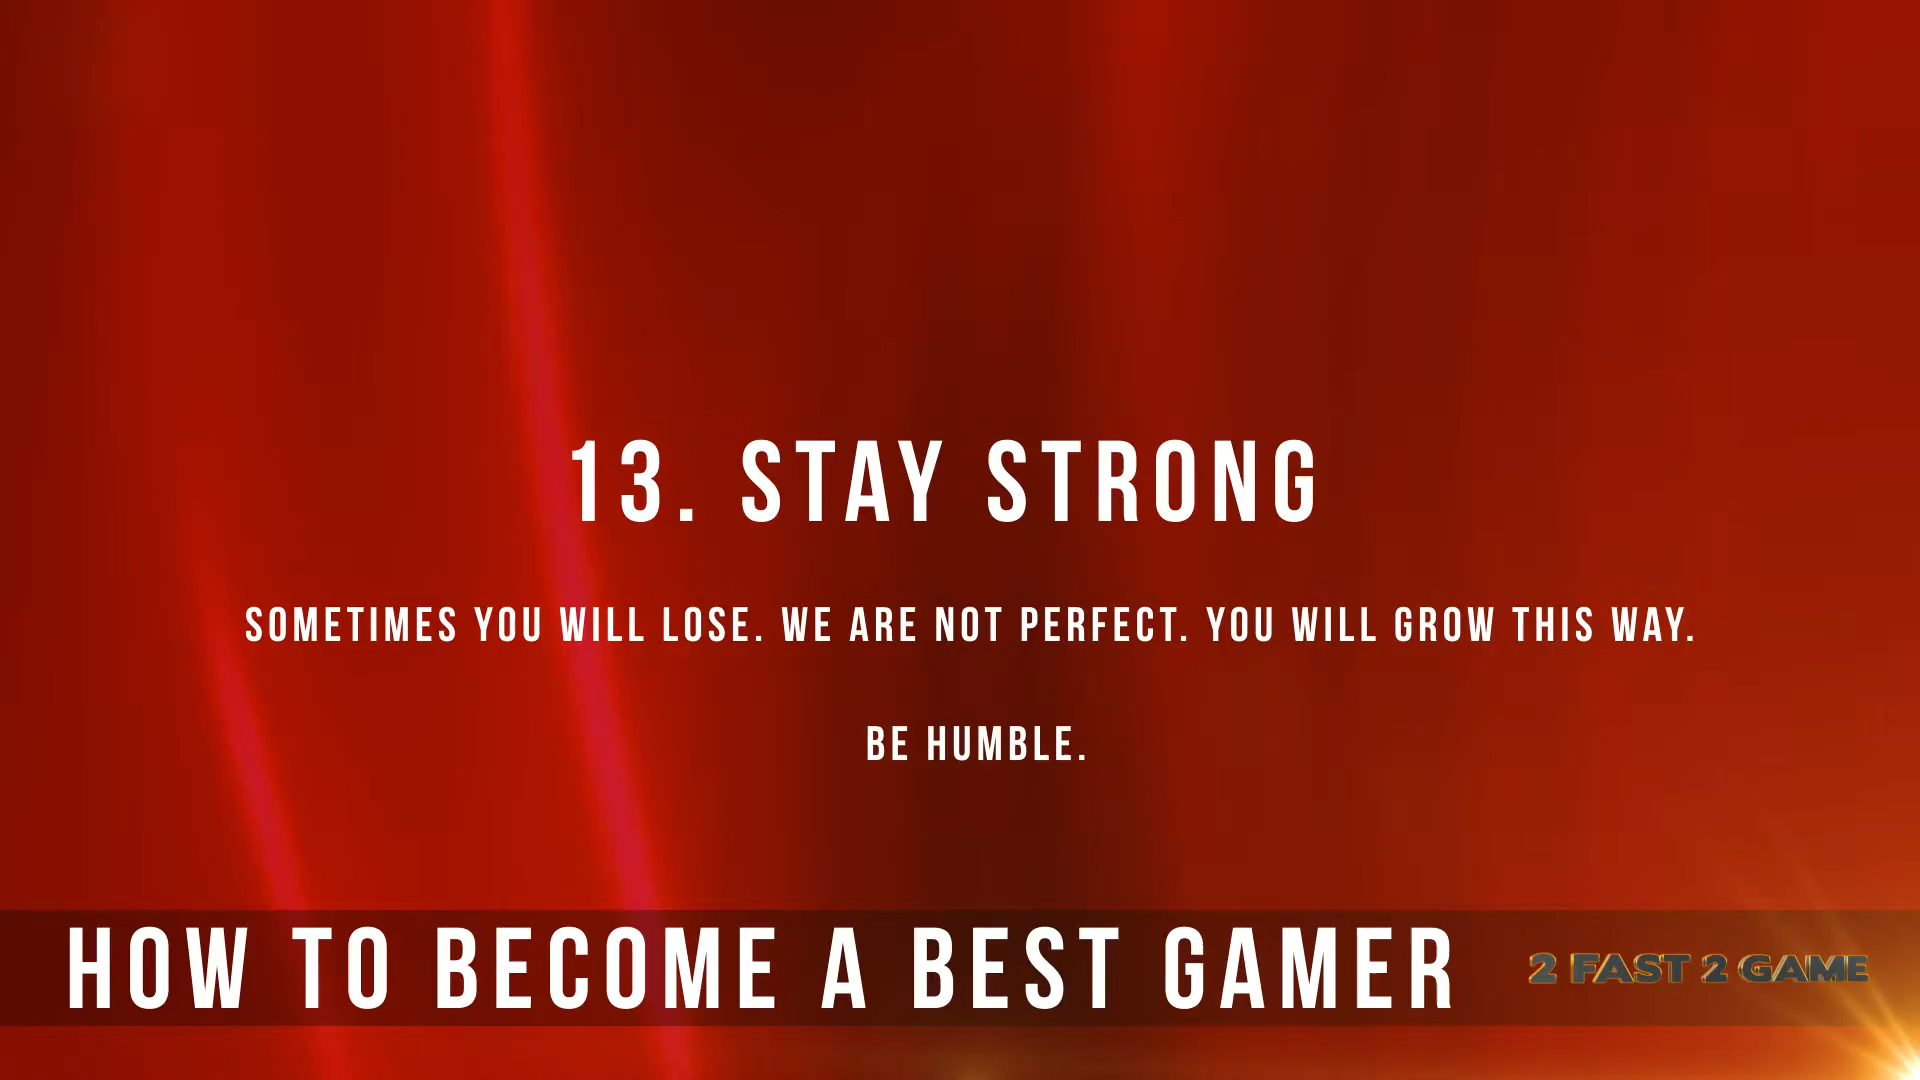 13. STAY STRONG
SOMETIMES YOU WILL LOSE. WE ARE NOT PERFECT. YOU WILL GROW THIS WAY.
BE HUMBLE.
HOW TO BECOME A BEST GAMER
2 FAST 2 GAME